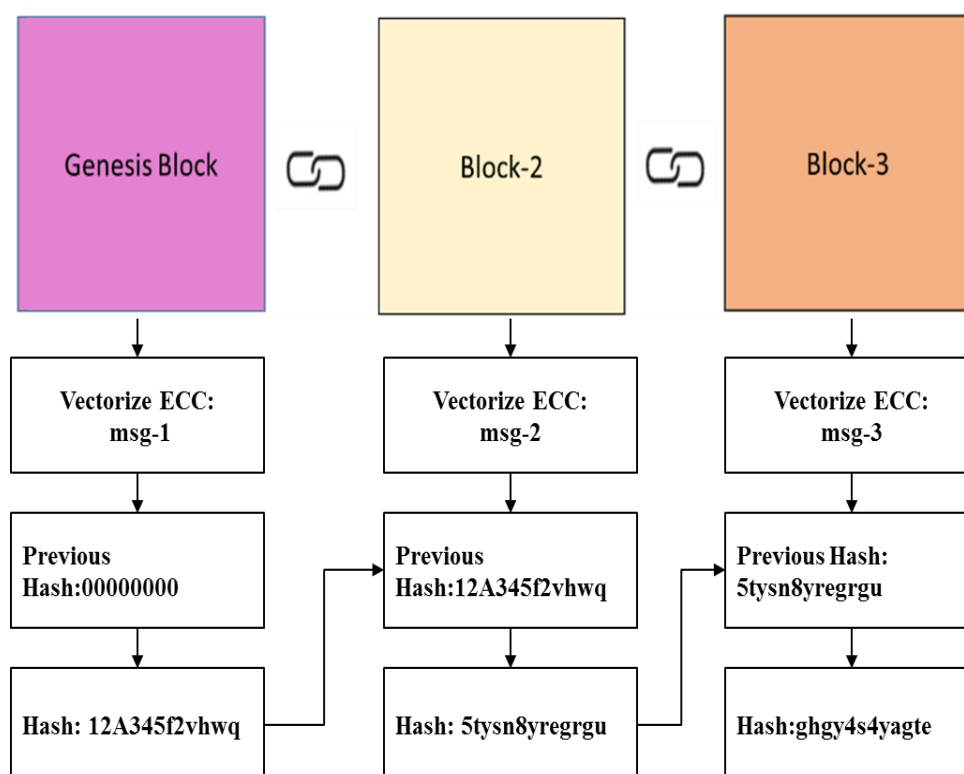 Genesis Block
Block-2
Block-3
Vectorize ECC:
msg-1
Vectorize ECC:
msg-2
Vectorize ECC:
msg-3
Previous
Hash:00000000
Previous
Hash:12A345f2vhwq
Previous Hash:
5tysn8yregrgu
Hash: 12A345f2vhwq
Hash: 5tysn8yregrgu
Hash:ghgy4s4yagte